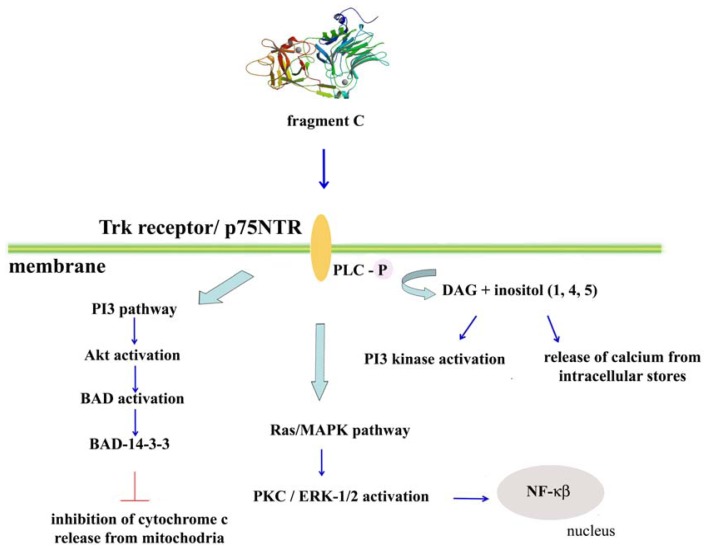 fragment C
Trk receptor/ p75NTR
membrane
PLC - P
DAG + inositol (1, 4, 5)
PI3 pathway
Akt activation
BAD activation
BAD-14-3-3
inhibition of cytochrome c
release from mitochodria
PI3 kinase activation
release of calcium from
intracellular stores
Ras/MAPK pathway
PKC / ERK-1/2 activation
NF-κβ
nucleus